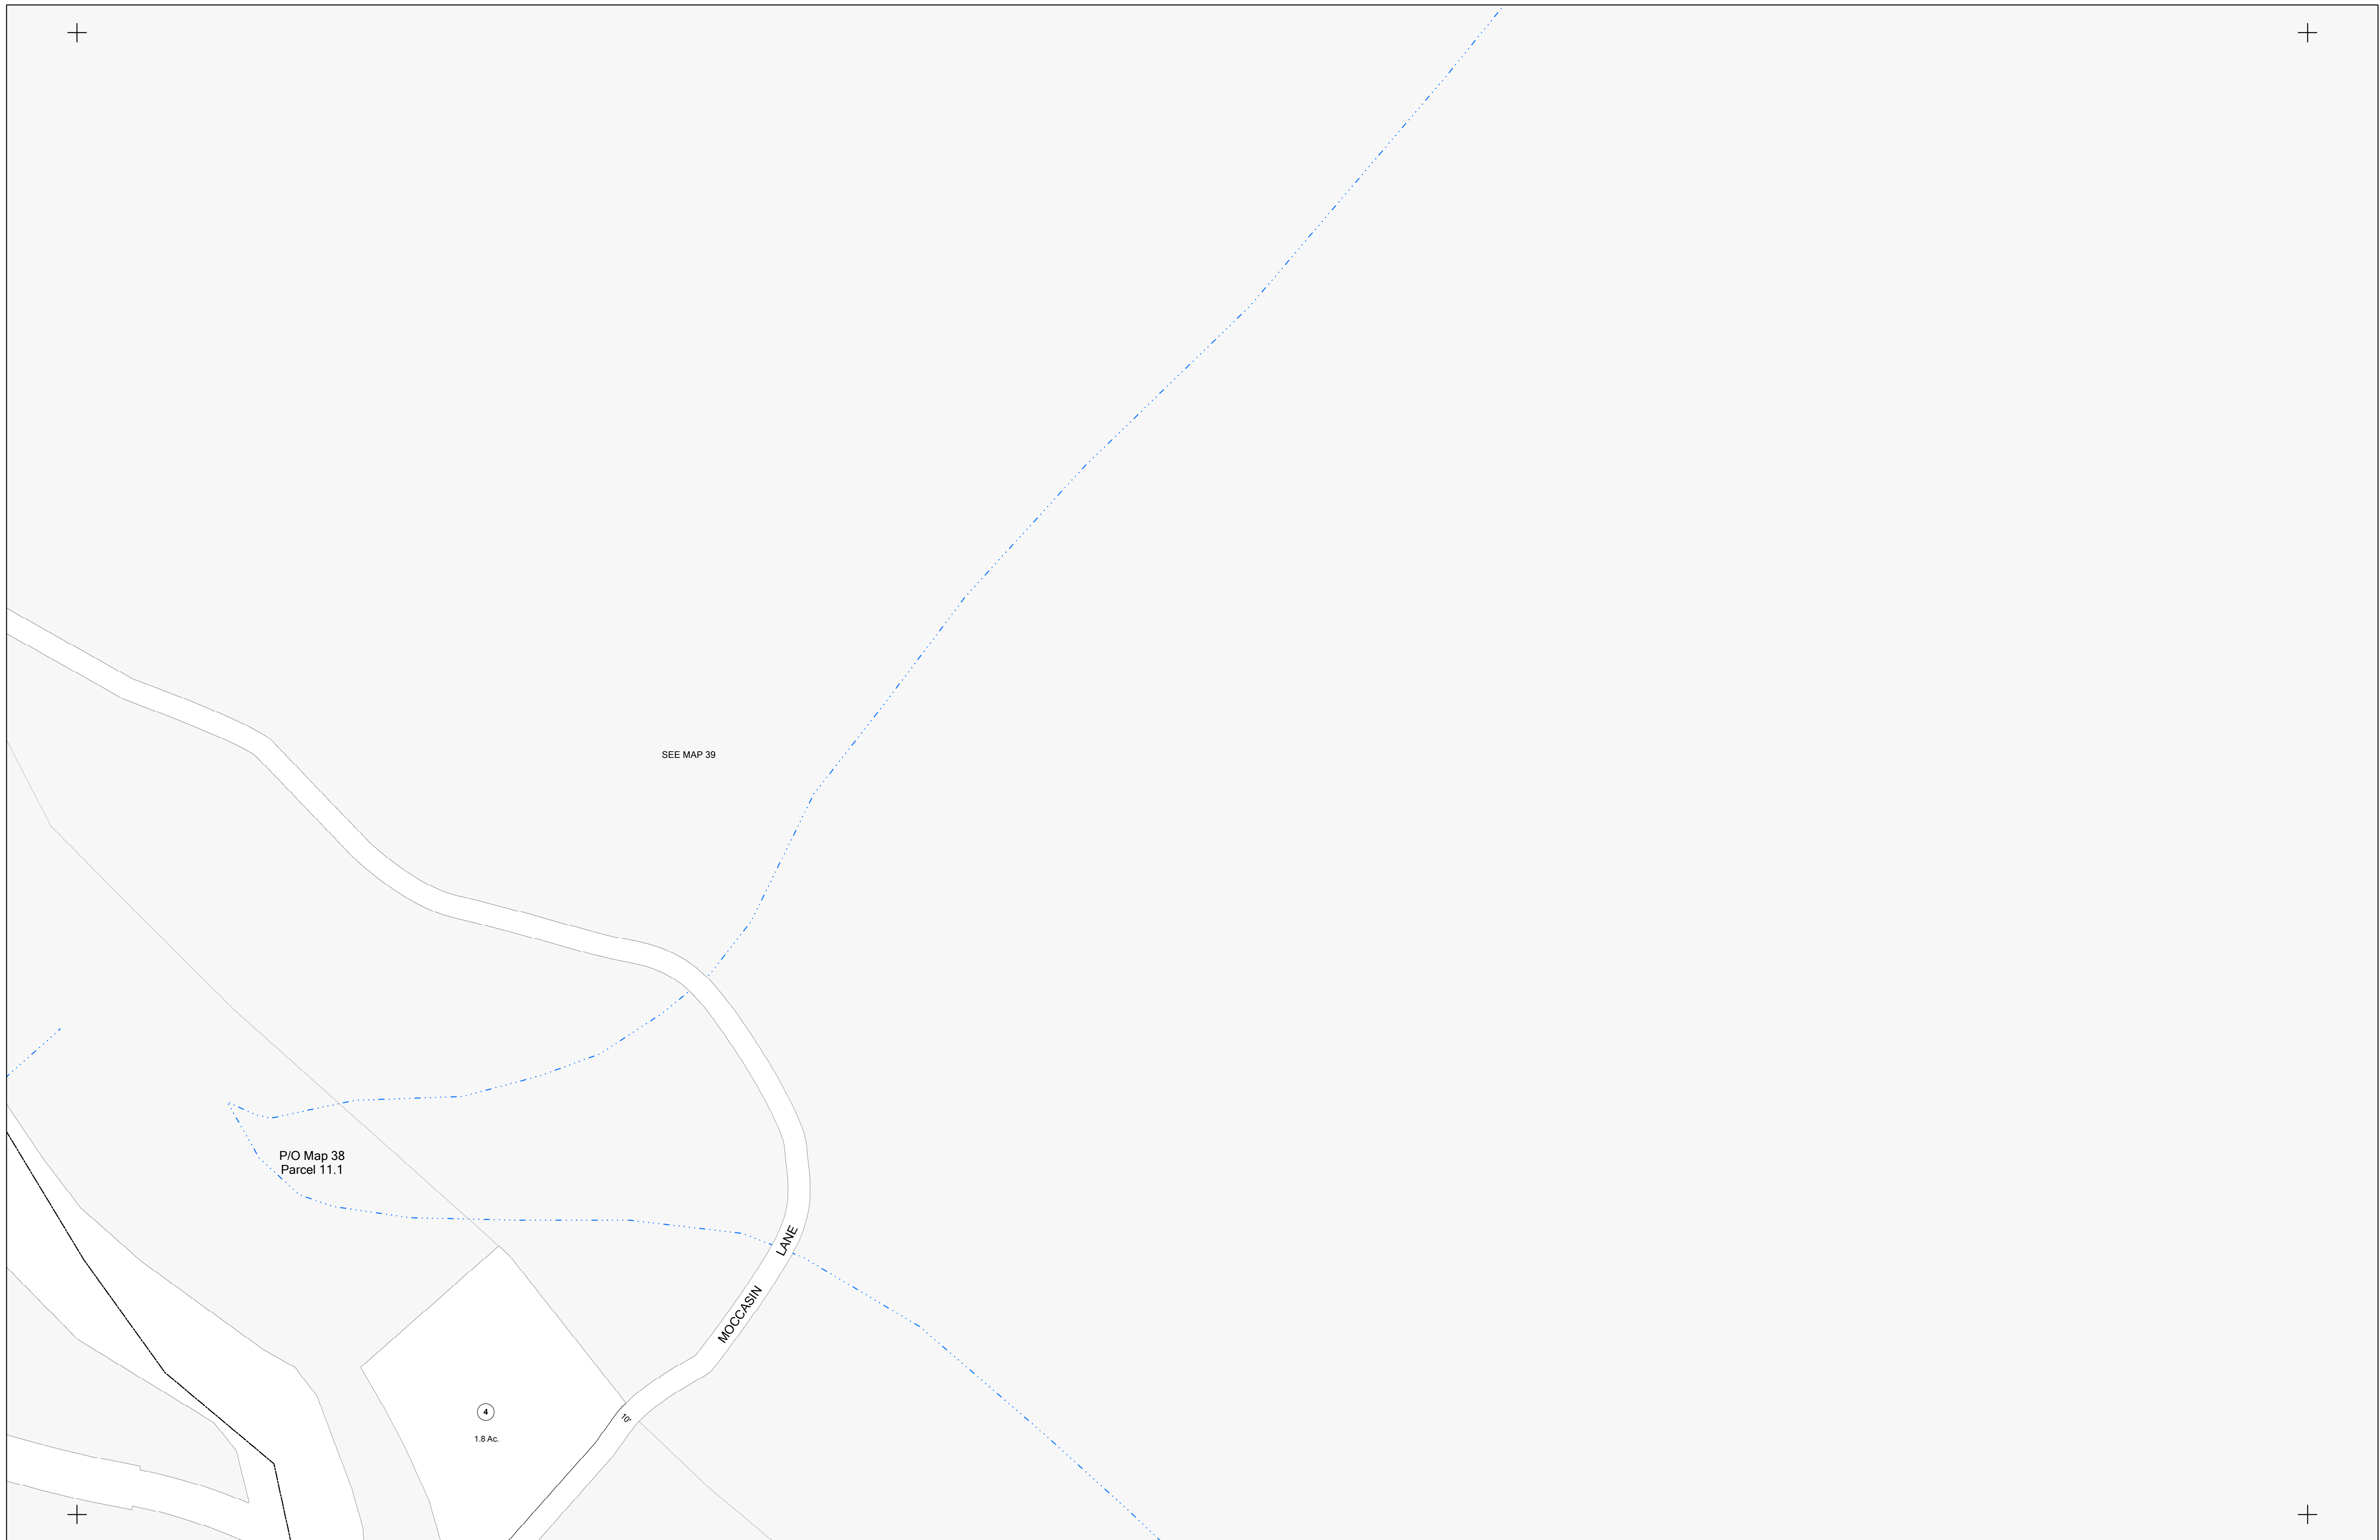 SEE MAP 39
P/O Map 38
Parcel 11.1
MOCCASIN LANE
10'
4
1.8 Ac.